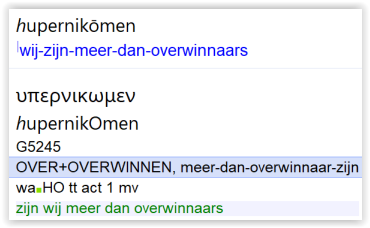 hupernikōmen
wij-zijn-meer-dan-overwinnaars
υπερνικωμεν
hupernikOmen
G5245
OVER+OVERWINNEN, meer-dan-overwinnaar-zijn
wa▪HO tt act 1 mv
zijn wij meer dan overwinnaars